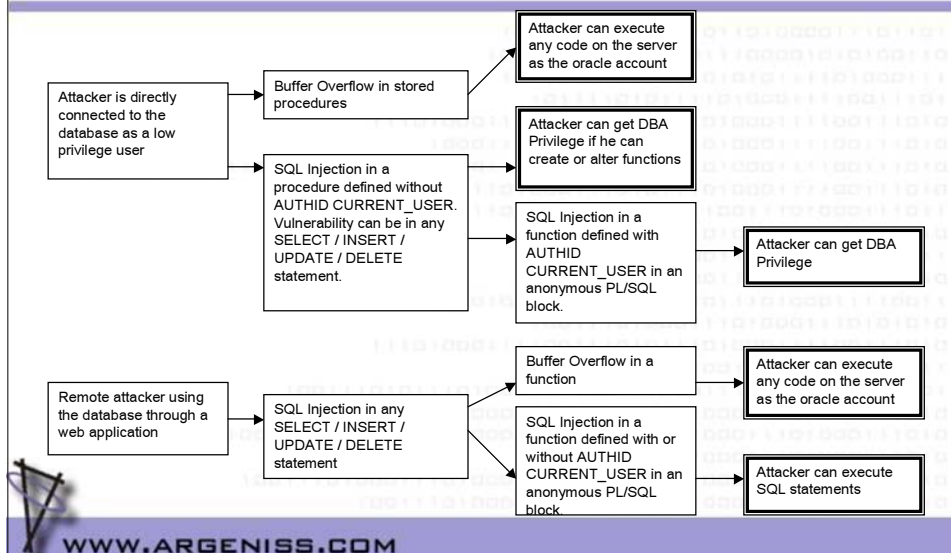 Attacker can execute
any code on the server
as the oracle account
Buffer Overflow in stored
procedures
Attacker is directly
connected to the
database as a low
privilege user
Attacker can get DBA
Privilege if he can
create or alter functions
SQL Injection in a
procedure defined without
AUTHID CURRENT_USER.
Vulnerability can be in any
SELECT / INSERT /
UPDATE / DELETE
statement.
SQL Injection in a
function defined with
AUTHID
CURRENT_USER in an
anonymous PL/SQL
block.
Attacker can get DBA
Privilege
Buffer Overflow in a
function
Attacker can execute
any code on the server
as the oracle account
Remote attacker using
the database through a
web application
SQL Injection in any
SELECT / INSERT /
UPDATE / DELETE
statement
SQL Injection in a
function defined with or
without AUTHID
CURRENT_USER in an
anonymous PL/SQL
block.
Attacker can execute
SQL statements
WWW.ARGENISS.COM